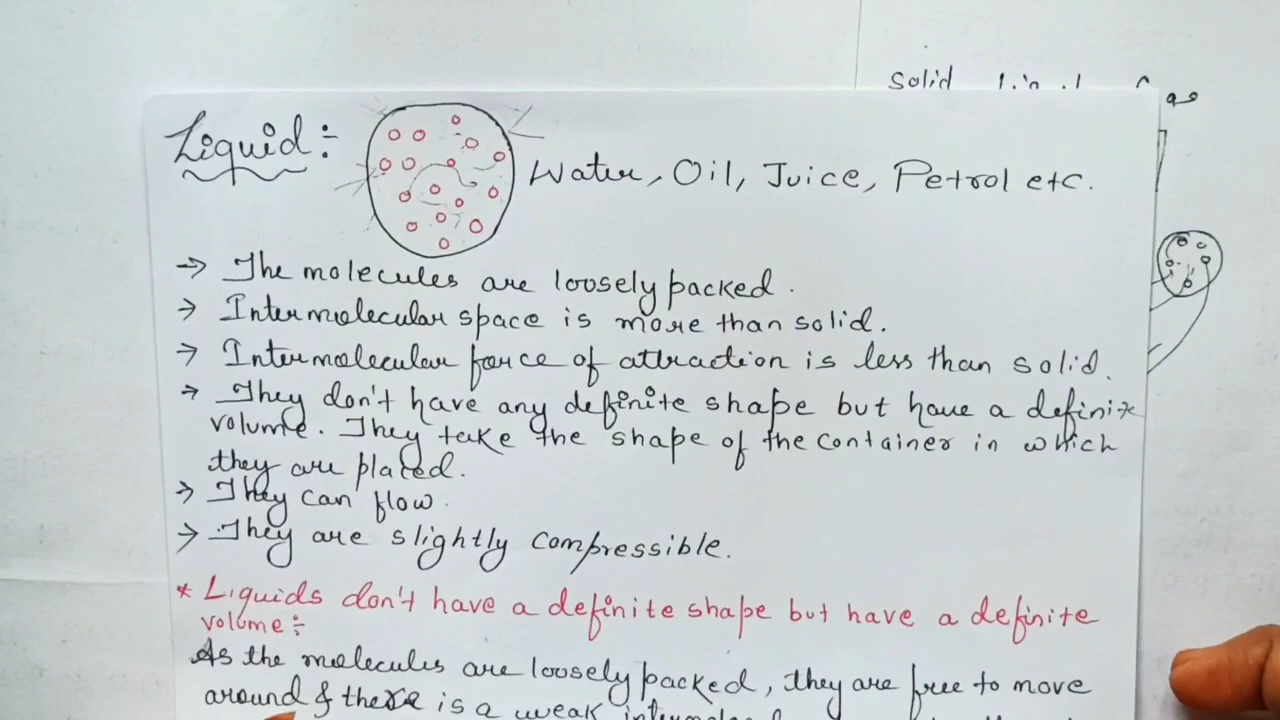 Solid
Liquid:
Water, Oil, Juice, Petrol etc.
→ The molecules are loosely packed.
→ Intermolecular space is more than solid.
→ Intermolecular force of attraction is less than solid.
→ They don't have any definite shape but have a definite
volume. They take the shape of the container in which
they are placed.
→ They can flow.
→ They are slightly compressible.
* Liquids don't have a definite shape but have a definite
volume:
As the molecules are loosely packed, they are free to move
around & there is a weak